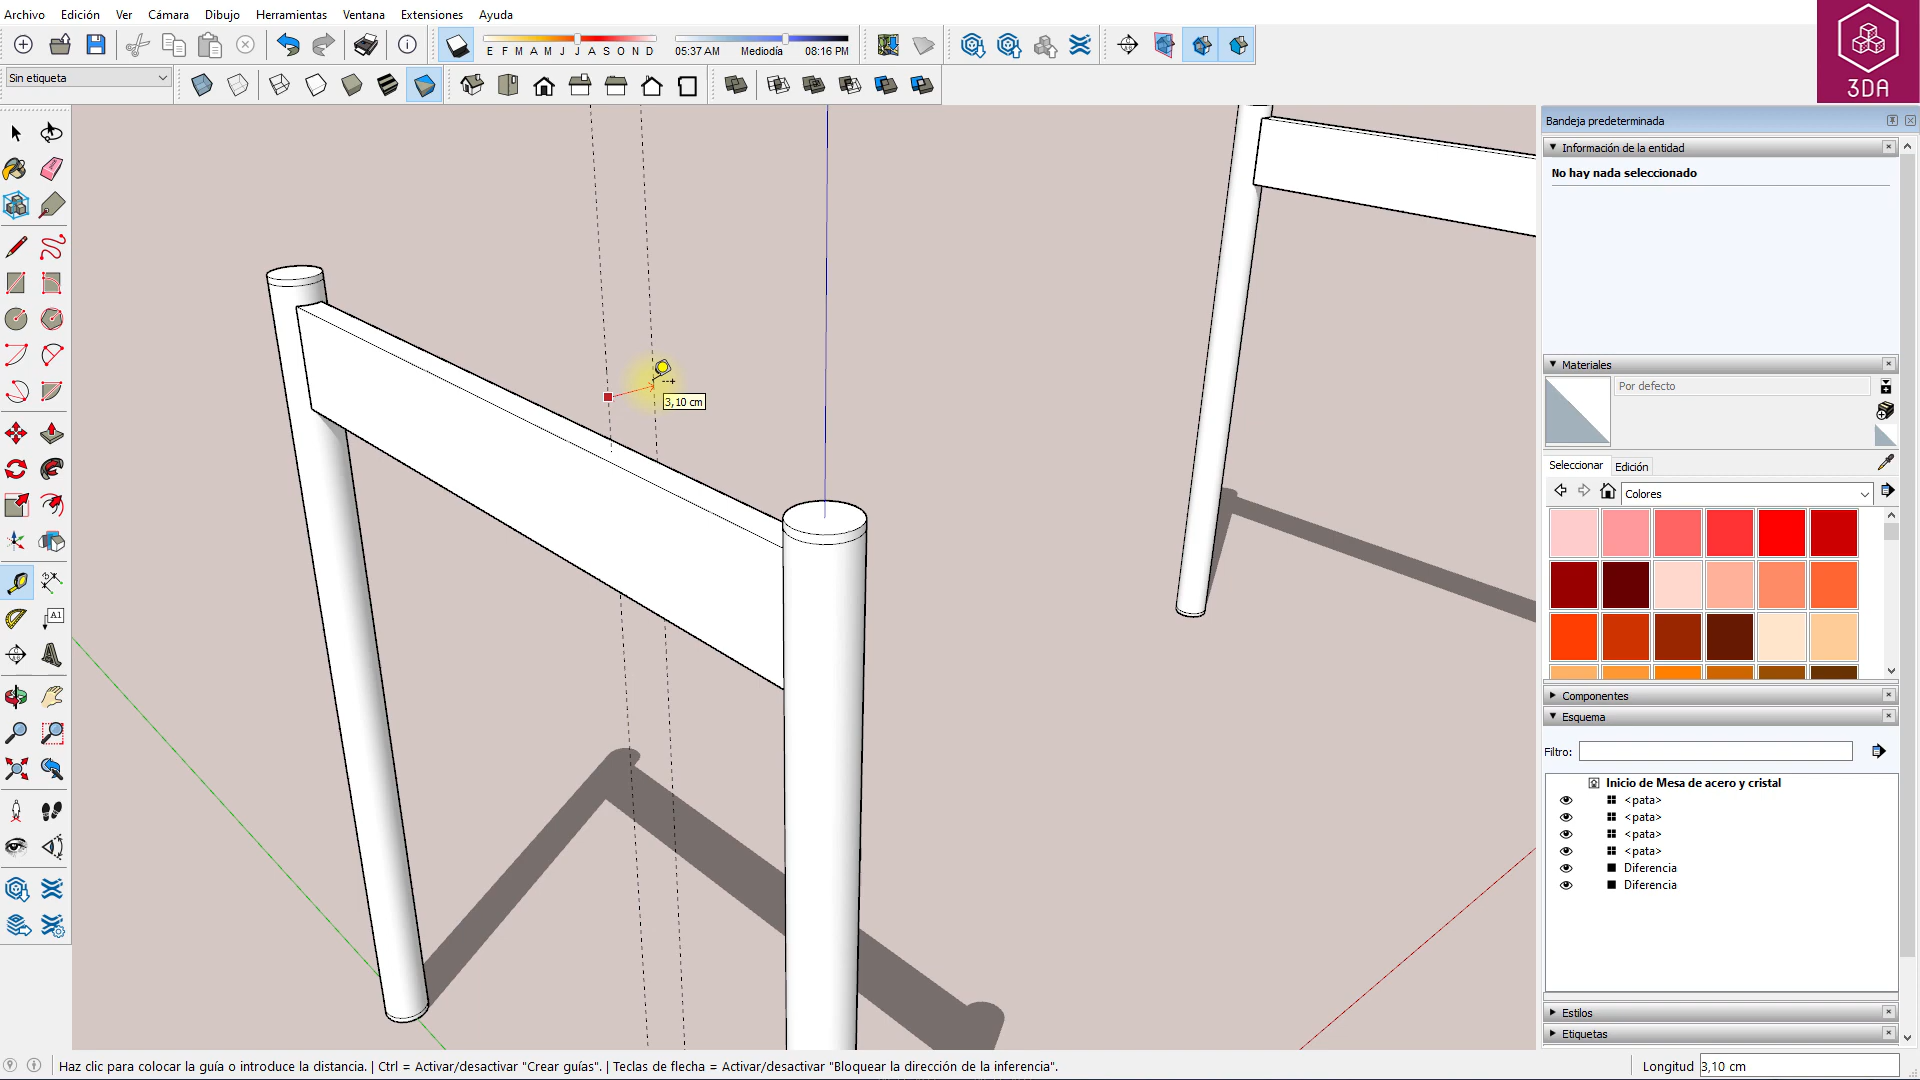 Archivo Edición Ver Cámara Dibujo Herramientas Ventana Extensiones Ayuda
E F M A M J J A S O N D
05:37 AM Mediodía 08:16 PM
3DA
Sin etiqueta
Bandeja predeterminada
Información de la entidad
No hay nada seleccionado
Materiales
Por defecto
3,10 cm
Seleccionar Edición
Colores
A1
Componentes
Esquema
Filtro:
Inicio de Mesa de acero y cristal
<pata>
<pata>
<pata>
<pata>
Diferencia
Diferencia
Estilos
Etiquetas
Haz clic para colocar la guía o introduce la distancia. | Ctrl = Activar/desactivar "Crear guías". | Teclas de flecha = Activar/desactivar "Bloquear la dirección de la inferencia".
Longitud 3,10 cm